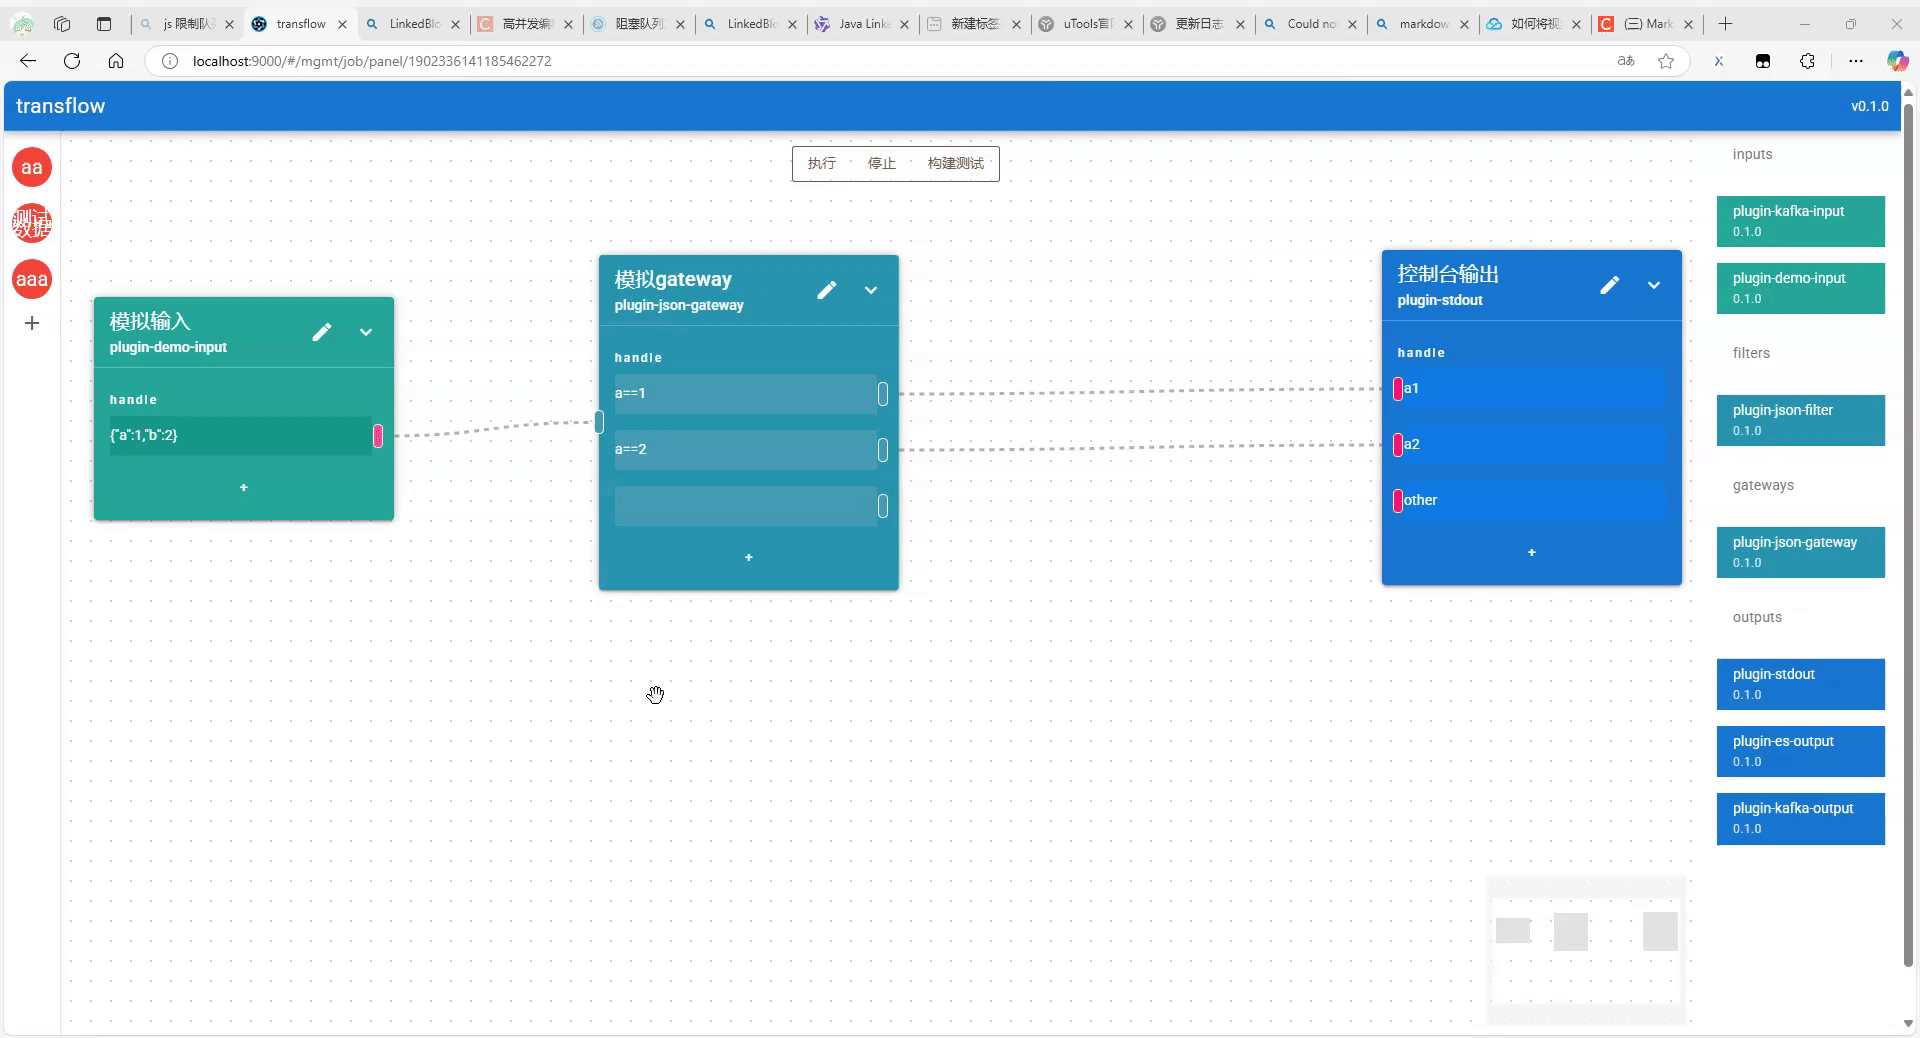 js 限制队
transflow
LinkedBlo
高并发编
阻塞队列
LinkedBlo
Java Link
新建标签
uTools官
更新日志
Could no
markdow
如何将视
(三) Mark
localhost:9000/#/mgmt/job/panel/1902336141185462272
transflow
v0.1.0
aa
测试
数据
aaa
执行 停止 构建测试
模拟输入
plugin-demo-input
handle
{"a":1,"b":2}
+
模拟gateway
plugin-json-gateway
handle
a==1
a==2
+
控制台输出
plugin-stdout
handle
a1
a2
other
+
inputs
plugin-kafka-input
0.1.0
plugin-demo-input
0.1.0
filters
plugin-json-filter
0.1.0
gateways
plugin-json-gateway
0.1.0
outputs
plugin-stdout
0.1.0
plugin-es-output
0.1.0
plugin-kafka-output
0.1.0